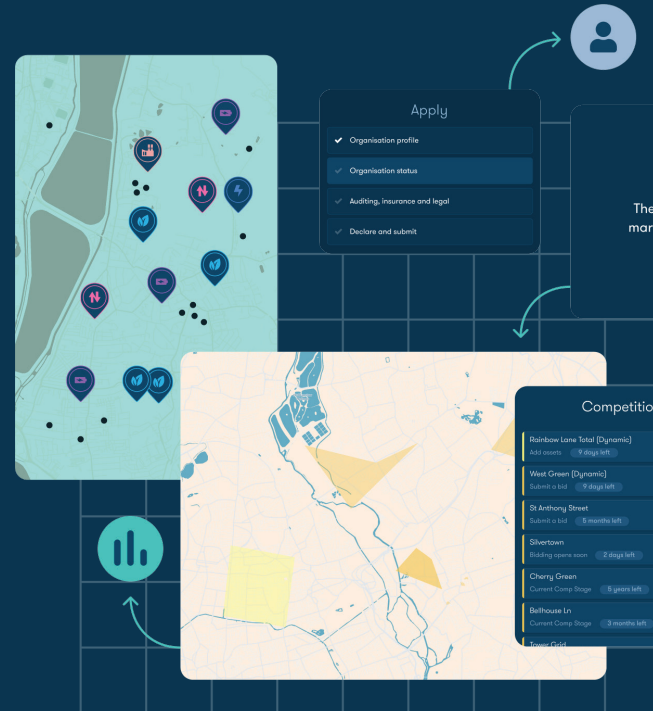 Apply
Organisation profile
Organisation status
Auditing, insurance and legal
Declare and submit
The
mar
Competitio
Rainbow Lane Total (Dynamic)
Add assets 9 days left
West Green (Dynamic)
Submit a bid 9 days left
St Anthony Street
Submit a bid 5 months left
Silvertown
Bidding opens soon 2 days left
Cherry Green
Current Comp Stage 5 years left
Bellhouse Ln
Current Comp Stage 3 months left
Tower Grid